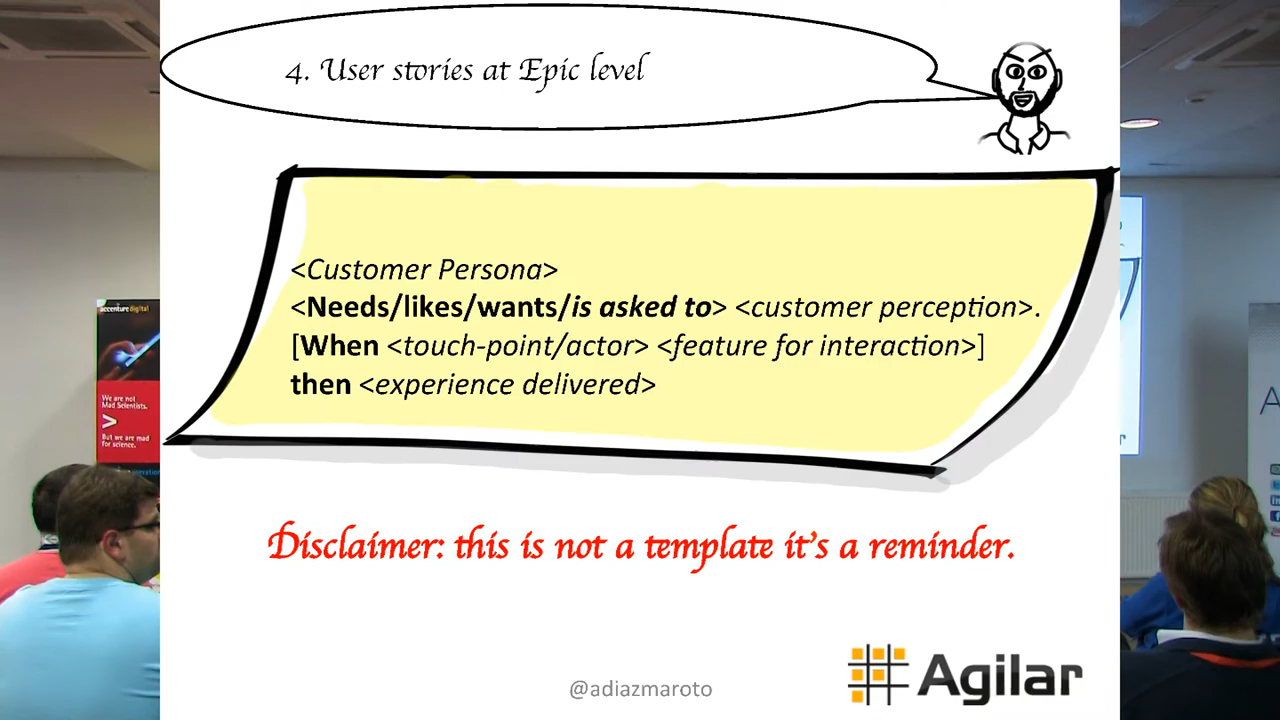 4. User stories at Epic level
<Customer Persona>
<Needs/likes/wants/is asked to> <customer perception>.
[When <touch-point/actor> <feature for interaction>]
then <experience delivered>
Disclaimer: this is not a template it's a reminder.
@adiazmaroto
Agilar
accenture digital
We are not
Mad Scientists.
>
But we are mad
for science.